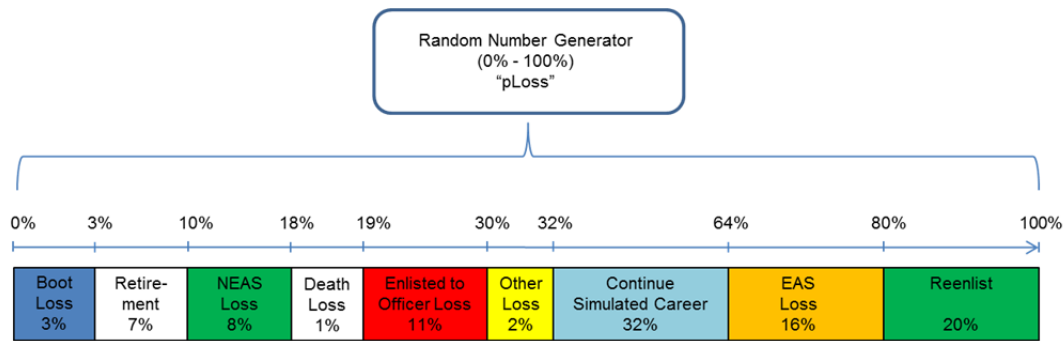 Random Number Generator
(0% - 100%)
“pLoss”
0% 3% 10% 18% 19% 30% 32% 64% 80% 100%
Boot
Loss
3%
Retire-
ment
7%
NEAS
Loss
8%
Death
Loss
1%
Enlisted to
Officer Loss
11%
Other
Loss
2%
Continue
Simulated Career
32%
EAS
Loss
16%
Reenlist
20%